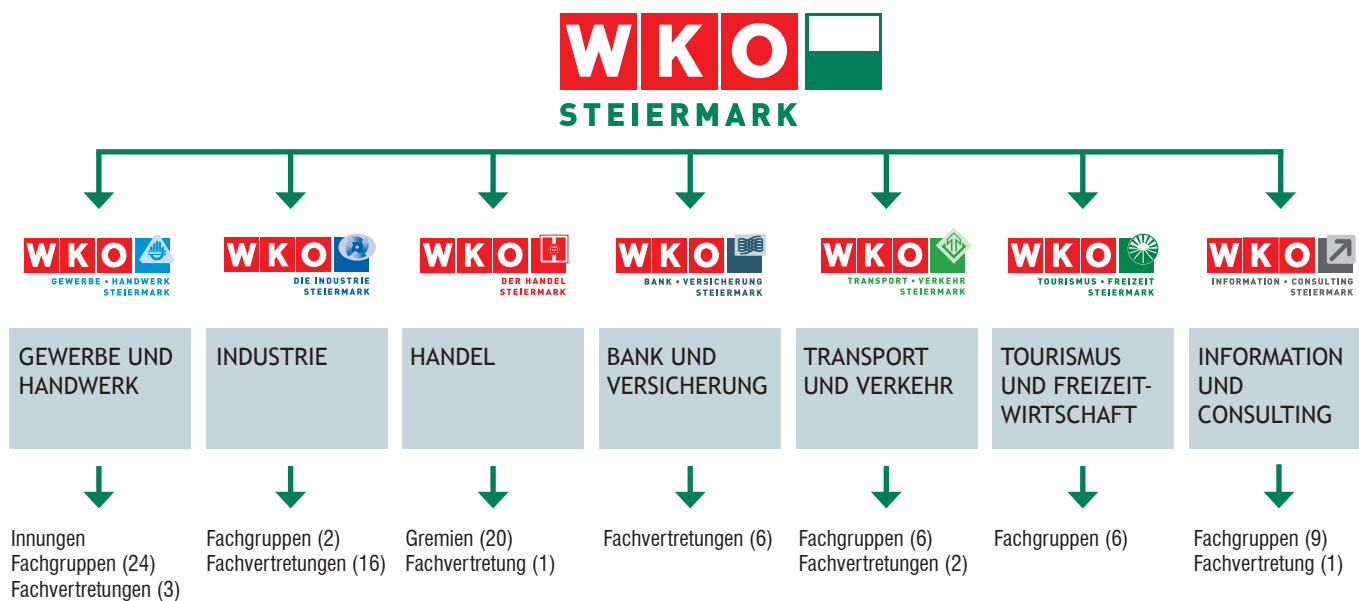 WKO
STEIERMARK
WKO
GEWERBE • HANDWERK
STEIERMARK
WKO
DIE INDUSTRIE
STEIERMARK
WKO
DER HANDEL
STEIERMARK
WKO
BANK • VERSICHERUNG
STEIERMARK
WKO
TRANSPORT • VERKEHR
STEIERMARK
WKO
TOURISMUS • FREIZEIT
STEIERMARK
WKO
INFORMATION • CONSULTING
STEIERMARK
GEWERBE UND
HANDWERK
INDUSTRIE
HANDEL
BANK UND
VERSICHERUNG
TRANSPORT
UND VERKEHR
TOURISMUS
UND FREIZEIT-
WIRTSCHAFT
INFORMATION
UND
CONSULTING
Innungen
Fachgruppen (24)
Fachvertretungen (3)
Fachgruppen (2)
Fachvertretungen (16)
Gremien (20)
Fachvertretung (1)
Fachvertretungen (6)
Fachgruppen (6)
Fachvertretungen (2)
Fachgruppen (6)
Fachgruppen (9)
Fachvertretung (1)